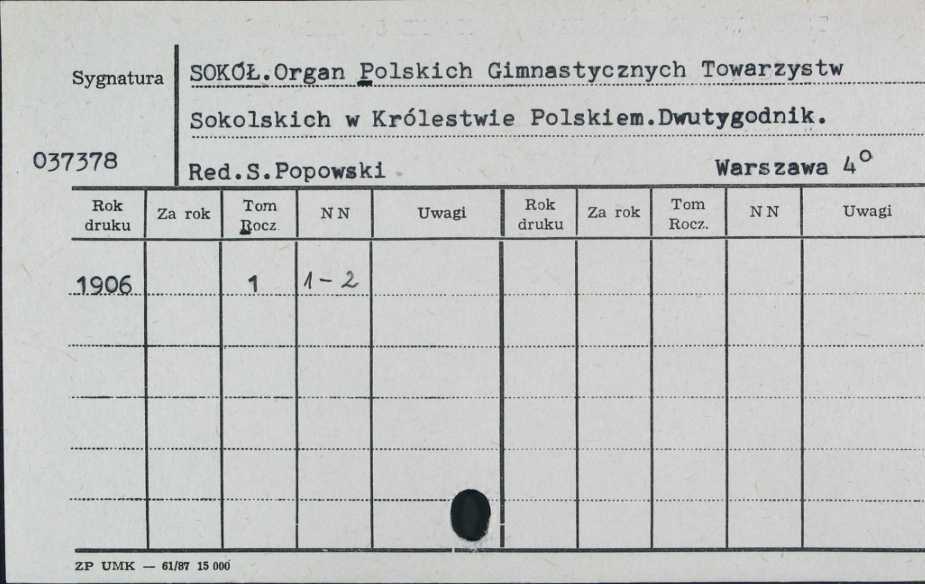 Sygnatura
SOKÓŁ.Organ Polskich Gimnastycznych Towarzystw
Sokolskich w Królestwie Polskiem.Dwutygodnik.
037378
Red.S.Popowski Warszawa 4°
Rok druku Za rok Tom Rocz. N N Uwagi Rok druku Za rok Tom Rocz. N N Uwagi
1906 1 1-2
ZP UMK — 61/87 15 000